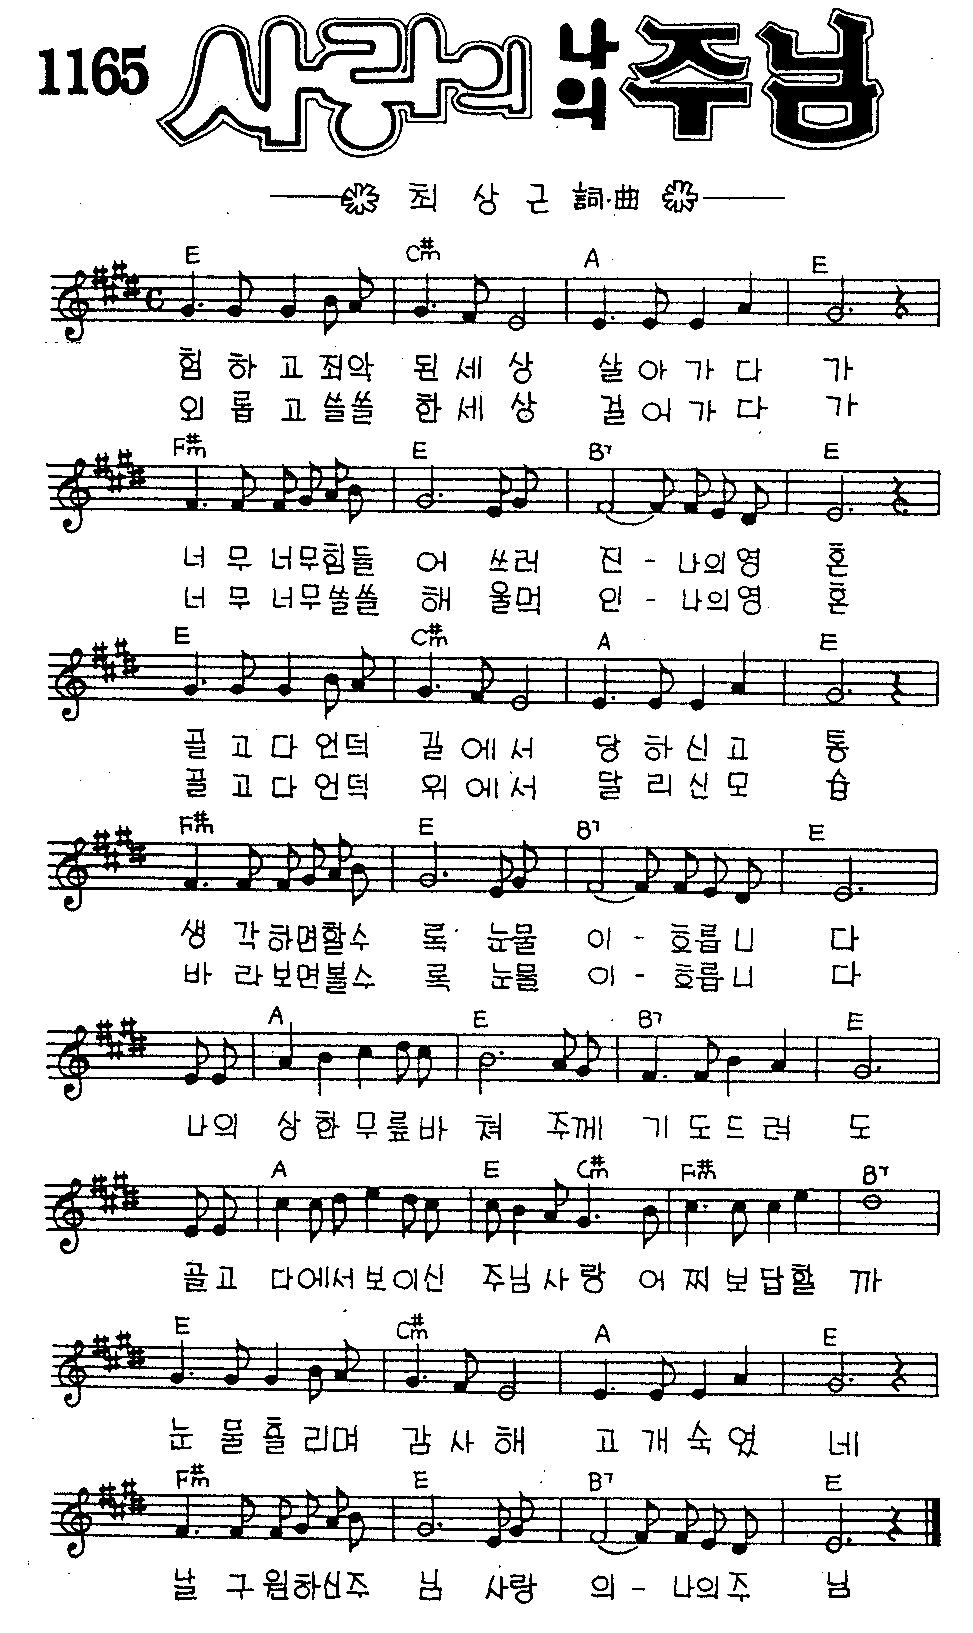 1165 사랑의 나의 주님
최 상 근 詞·曲
E C#m A E
험 하 고 죄악 된 세 상 살 아 가 다 가
외 롭 고 쓸쓸 한 세 상 걸 어 가 다 가
F#m E B7 E
너 무 너무힘들 어 쓰러 진 - 나의영 혼
너 무 너무쓸쓸 해 울먹 인 - 나의영 혼
E C#m A E
골 고 다 언덕 길 에 서 당 하 신 고 통
골 고 다 언덕 위 에 서 달 리 신 모 습
F#m E B7 E
생 각 하면할수 록 눈물 이 - 흐릅니 다
바 라 보면볼수 록 눈물 이 - 흐릅니 다
A E B7 E
나의 상 한 무릎바 쳐 주께 기 도 드 려 도
A E C#m F#m B7
골고 다에서보이신 주님 사 랑 어 찌 보답할 까
E C#m A E
눈 물 흘 리며 감 사 해 고 개 숙 였 네
F#m E B7 E
날 구 원하신주 님 사랑 의 - 나의주 님